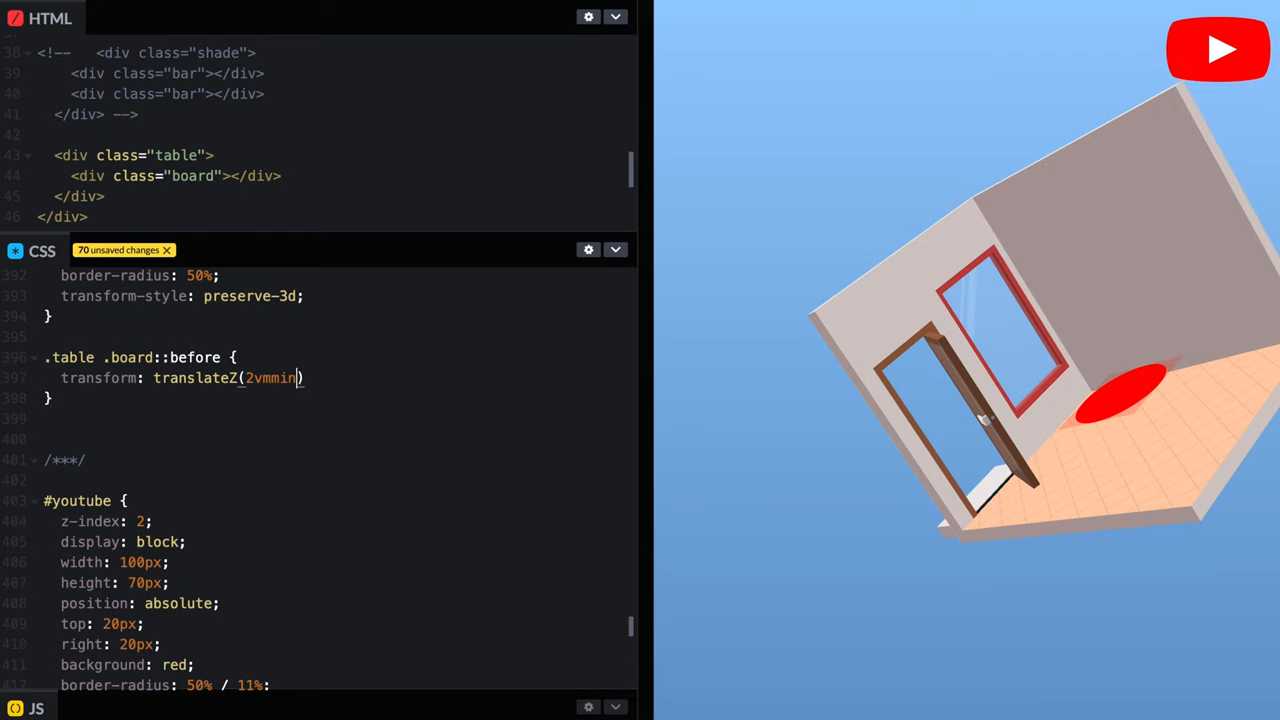 HTML
38 <!--   <div class="shade">
39 <div class="bar"></div>
40 <div class="bar"></div>
41 </div> -->
42
43 <div class="table">
44 <div class="board"></div>
45 </div>
46 </div>
CSS 70 unsaved changes ×
392 border-radius: 50%;
393 transform-style: preserve-3d;
394 }
395
396 .table .board::before {
397 transform: translateZ(2vmmin)
398 }
399
400
401 /***/
402
403 #youtube {
404 z-index: 2;
405 display: block;
406 width: 100px;
407 height: 70px;
408 position: absolute;
409 top: 20px;
410 right: 20px;
411 background: red;
412 border-radius: 50% / 11%;
JS